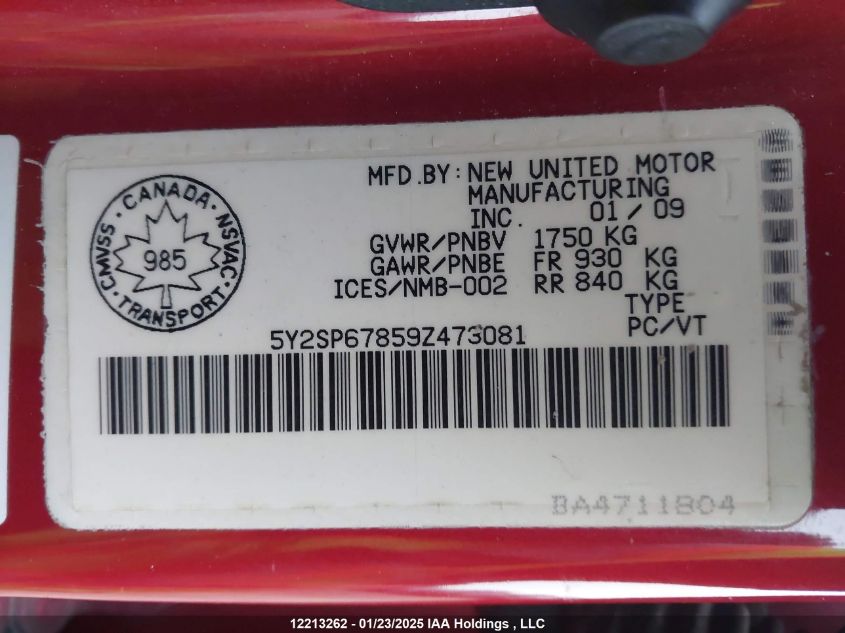 MFD.BY: NEW UNITED MOTOR
MANUFACTURING
INC. 01/09
GVWR/PNBV 1750 KG
GAWR/PNBE FR 930 KG
ICES/NMB-002 RR 840 KG
TYPE
PC/VT
CANADA · NSVAC · TRANSPORT · CMVSS ·
985
5Y2SP67859Z473081
BA4711804
12213262 - 01/23/2025 IAA Holdings , LLC